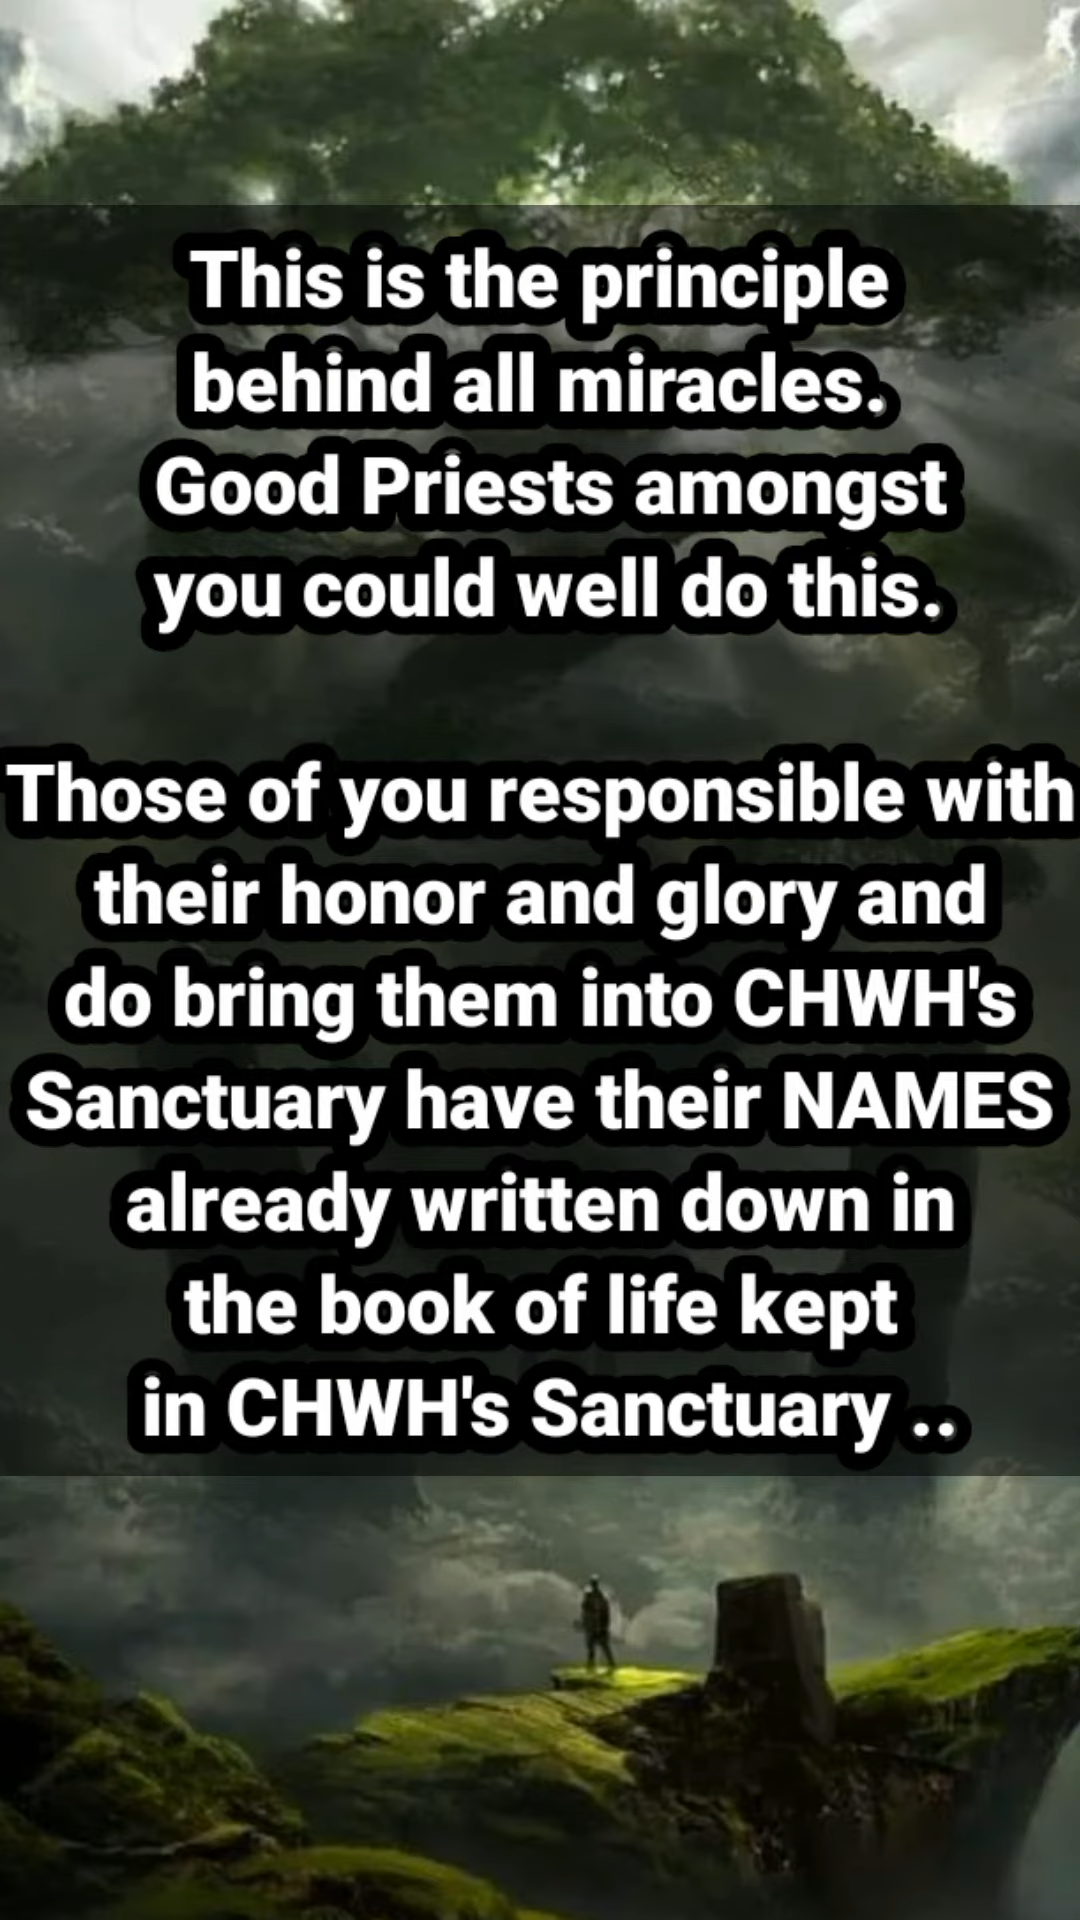 This is the principle
behind all miracles.
Good Priests amongst
you could well do this.
Those of you responsible with
their honor and glory and
do bring them into CHWH's
Sanctuary have their NAMES
already written down in
the book of life kept
in CHWH's Sanctuary ..